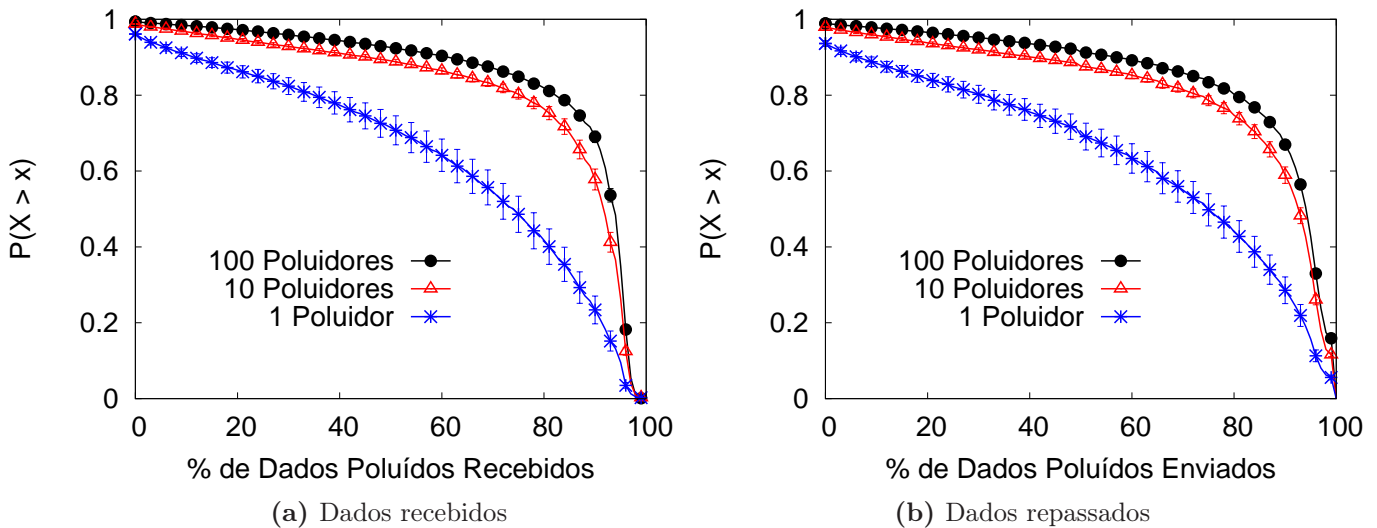 P(X > x)
1
0.8
0.6
0.4
0.2
0
100 Poluidores
10 Poluidores
1 Poluidor
0 20 40 60 80 100
% de Dados Poluídos Recebidos
(a) Dados recebidos
P(X > x)
1
0.8
0.6
0.4
0.2
0
100 Poluidores
10 Poluidores
1 Poluidor
0 20 40 60 80 100
% de Dados Poluídos Enviados
(b) Dados repassados